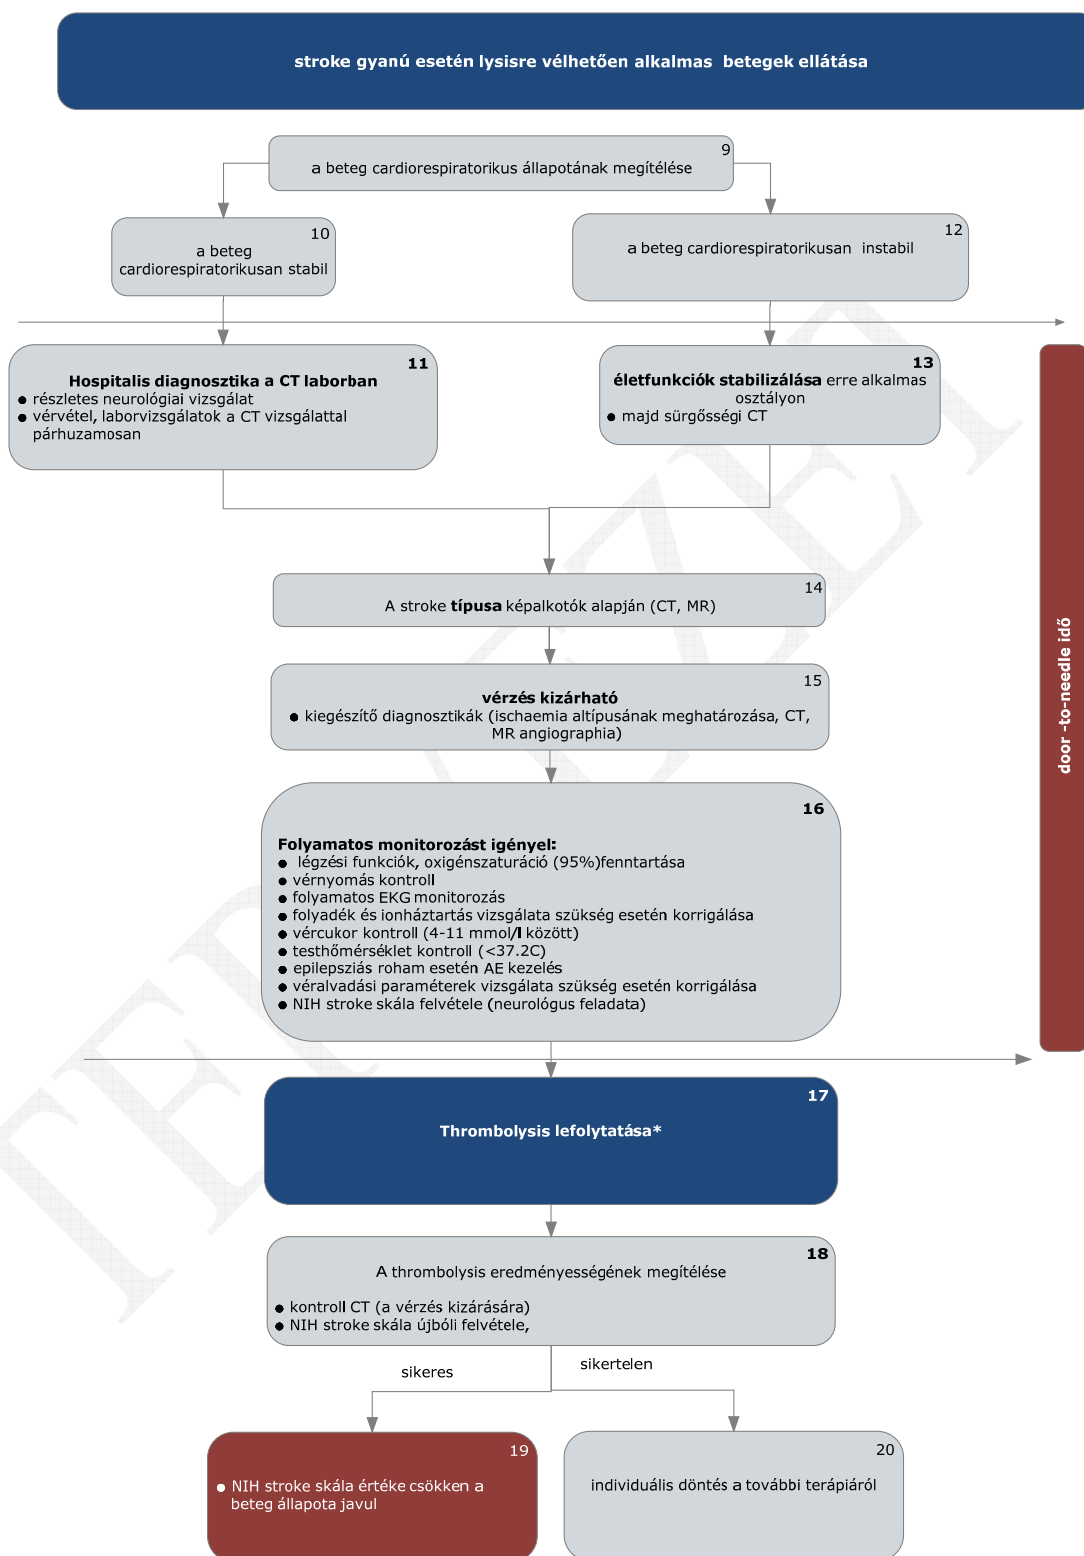 stroke gyanú esetén lysisre vélhetően alkalmas betegek ellátása
9
a beteg cardiorespiratorikus állapotának megítélése
10
a beteg
cardiorespiratorikusan stabil
12
a beteg cardiorespiratorikusan instabil
11
Hospitalis diagnosztika a CT laborban
● részletes neurológiai vizsgálat
● vérvétel, laborvizsgálatok a CT vizsgálattal
párhuzamosan
13
életfunkciók stabilizálása erre alkalmas
osztályon
● majd sürgősségi CT
door -to-needle idő
14
A stroke típusa képalkotók alapján (CT, MR)
15
vérzés kizárható
● kiegészítő diagnosztikák (ischaemia altípusának meghatározása, CT,
MR angiographia)
16
Folyamatos monitorozást igényel:
● légzési funkciók, oxigénszaturáció (95%)fenntartása
● vérnyomás kontroll
● folyamatos EKG monitorozás
● folyadék és ionháztartás vizsgálata szükség esetén korrigálása
● vércukor kontroll (4-11 mmol/l között)
● testhőmérséklet kontroll (<37.2C)
● epilepsziás roham esetén AE kezelés
● véralvadási paraméterek vizsgálata szükség esetén korrigálása
● NIH stroke skála felvétele (neurológus feladata)
17
Thrombolysis lefolytatása*
18
A thrombolysis eredményességének megítélése
● kontroll CT (a vérzés kizárására)
● NIH stroke skála újbóli felvétele,
sikeres
sikertelen
19
● NIH stroke skála értéke csökken a
beteg állapota javul
20
individuális döntés a további terápiáról
TERVEZET